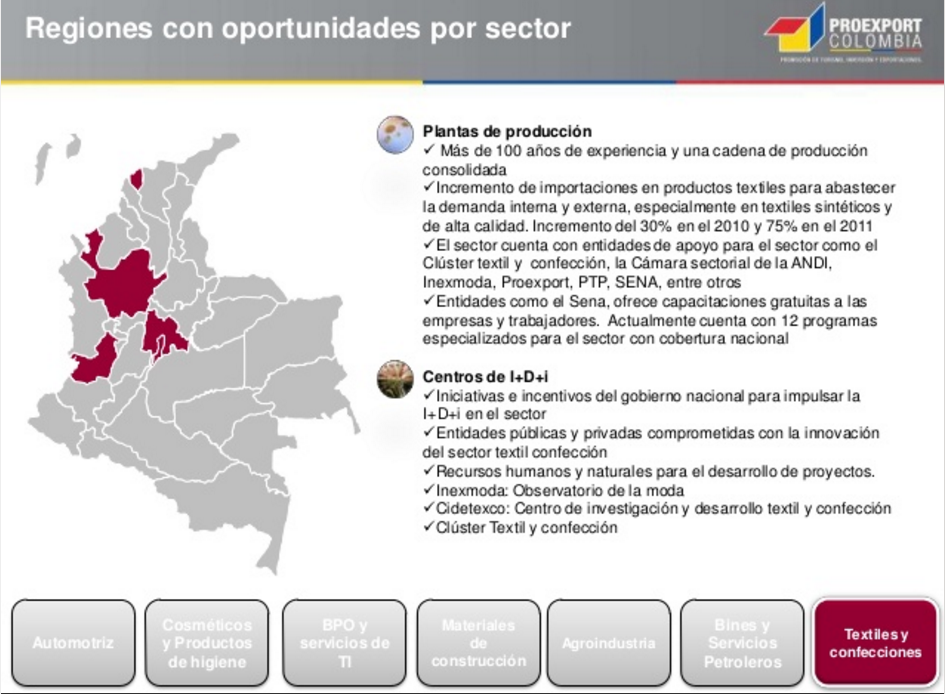 Regiones con oportunidades por sector
PROEXPORT
COLOMBIA
PROMOCIÓN DE TURISMO, INVERSIÓN Y EXPORTACIONES
Plantas de producción
✓ Más de 100 años de experiencia y una cadena de producción
consolidada
✓Incremento de importaciones en productos textiles para abastecer
la demanda interna y externa, especialmente en textiles sintéticos y
de alta calidad. Incremento del 30% en el 2010 y 75% en el 2011
✓El sector cuenta con entidades de apoyo para el sector como el
Clúster textil y confección, la Cámara sectorial de la ANDI,
Inexmoda, Proexport, PTP, SENA, entre otros
✓Entidades como el Sena, ofrece capacitaciones gratuitas a las
empresas y trabajadores. Actualmente cuenta con 12 programas
especializados para el sector con cobertura nacional
Centros de I+D+i
✓Iniciativas e incentivos del gobierno nacional para impulsar la
I+D+i en el sector
✓Entidades públicas y privadas comprometidas con la innovación
del sector textil confección
✓Recursos humanos y naturales para el desarrollo de proyectos.
✓Inexmoda: Observatorio de la moda
✓Cidetexco: Centro de investigación y desarrollo textil y confección
✓Clúster Textil y confección
Automotriz
Cosméticos
y Productos
de higiene
BPO y
servicios de
TI
Materiales
de
construcción
Agroindustria
Bines y
Servicios
Petroleros
Textiles y
confecciones